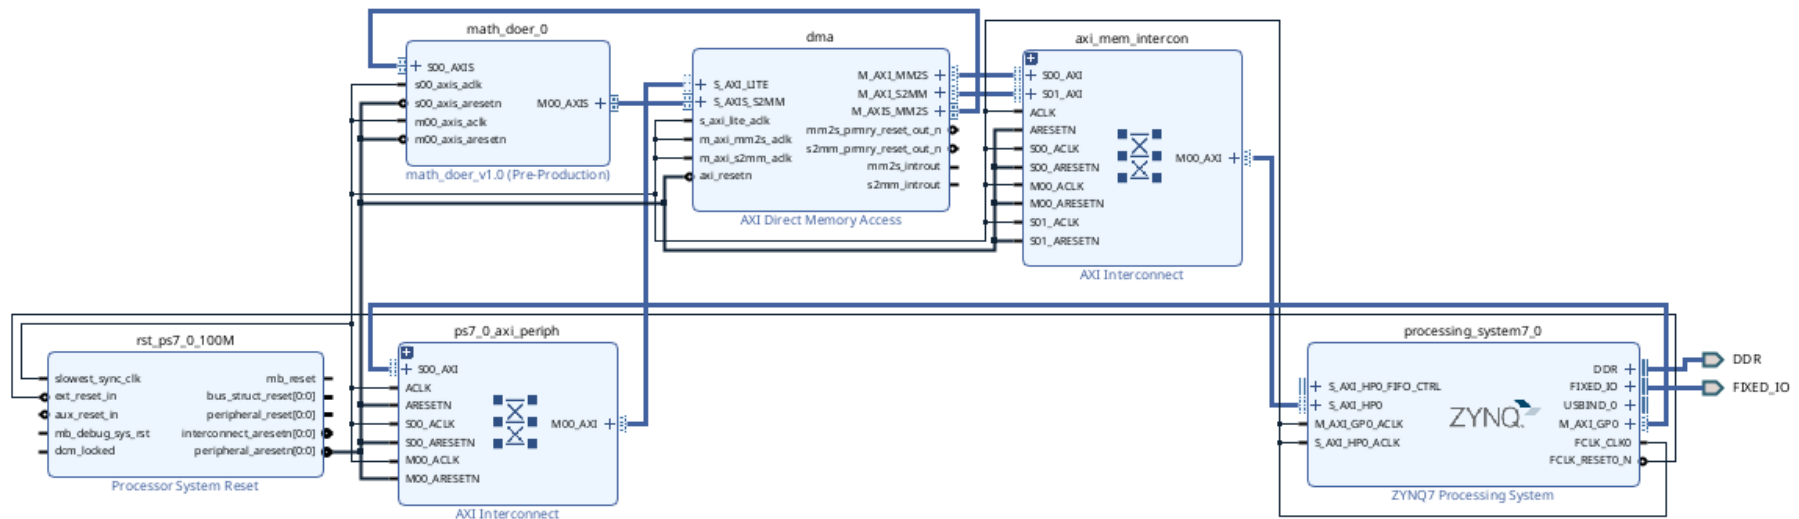 math_doer_0
S00_AXIS
s00_axis_aclk
s00_axis_aresetn
m00_axis_aclk
m00_axis_aresetn
M00_AXIS
math_doer_v1.0 (Pre-Production)
dma
S_AXI_LITE
S_AXIS_S2MM
s_axi_lite_aclk
m_axi_mm2s_aclk
m_axi_s2mm_aclk
axi_resetn
M_AXI_MM2S
M_AXI_S2MM
M_AXIS_MM2S
mm2s_prmry_reset_out_n
s2mm_prmry_reset_out_n
mm2s_introut
s2mm_introut
AXI Direct Memory Access
axi_mem_intercon
S00_AXI
S01_AXI
ACLK
ARESETN
S00_ACLK
S00_ARESETN
M00_ACLK
M00_ARESETN
S01_ACLK
S01_ARESETN
M00_AXI
AXI Interconnect
rst_ps7_0_100M
slowest_sync_clk
ext_reset_in
aux_reset_in
mb_debug_sys_rst
dcm_locked
mb_reset
bus_struct_reset[0:0]
peripheral_reset[0:0]
interconnect_aresetn[0:0]
peripheral_aresetn[0:0]
Processor System Reset
ps7_0_axi_periph
S00_AXI
ACLK
ARESETN
S00_ACLK
S00_ARESETN
M00_ACLK
M00_ARESETN
M00_AXI
AXI Interconnect
processing_system7_0
S_AXI_HP0_FIFO_CTRL
S_AXI_HP0
M_AXI_GP0_ACLK
S_AXI_HP0_ACLK
ZYNQ.
DDR
FIXED_IO
USBIND_0
M_AXI_GP0
FCLK_CLK0
FCLK_RESET0_N
ZYNQ7 Processing System
DDR
FIXED_IO